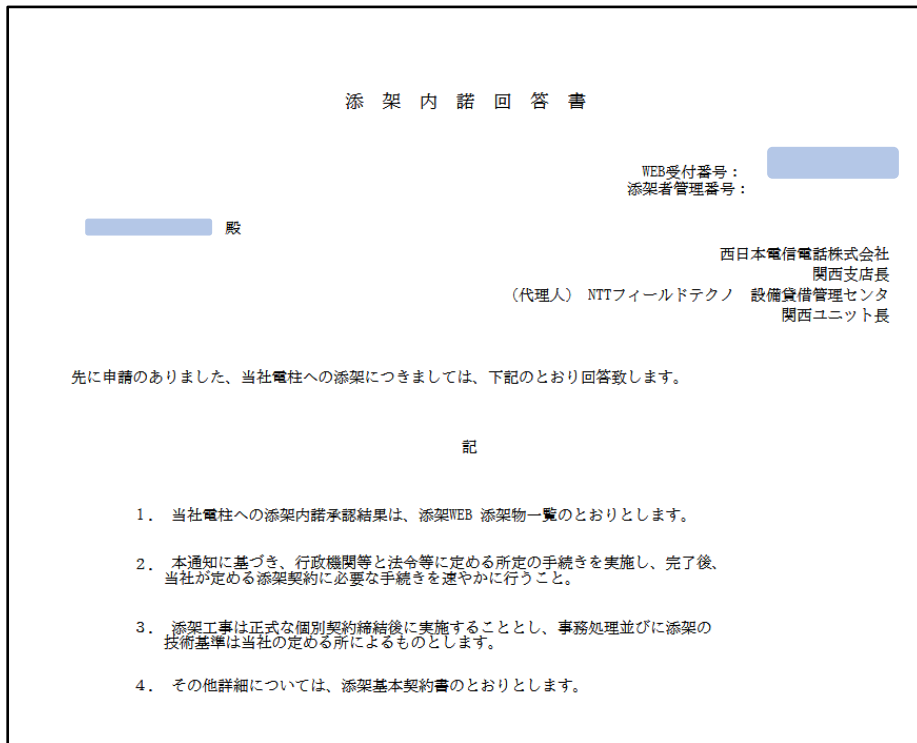 添 架 内 諾 回 答 書
WEB受付番号：
添架者管理番号：
殿
西日本電信電話株式会社
関西支店長
（代理人） NTTフィールドテクノ　設備貸借管理センタ
関西ユニット長
先に申請のありました、当社電柱への添架につきましては、下記のとおり回答致します。
記
１． 当社電柱への添架内諾承認結果は、添架WEB 添架物一覧のとおりとします。
２． 本通知に基づき、行政機関等と法令等に定める所定の手続きを実施し、完了後、
当社が定める添架契約に必要な手続きを速やかに行うこと。
３． 添架工事は正式な個別契約締結後に実施することとし、事務処理並びに添架の
技術基準は当社の定める所によるものとします。
４． その他詳細については、添架基本契約書のとおりとします。